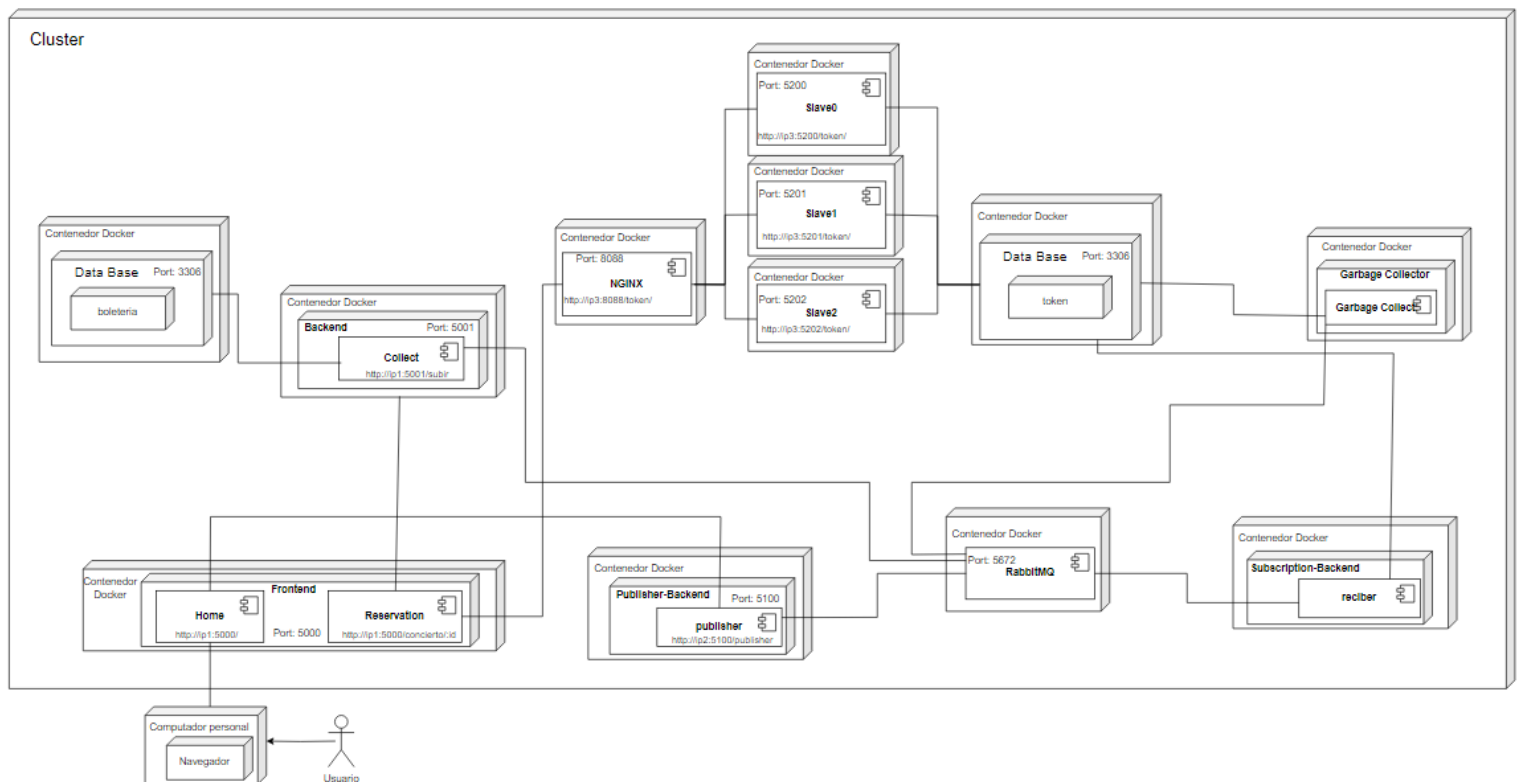 Cluster
Contenedor Docker
Port: 5200
Slave0
http://ip3:5200/token/
Contenedor Docker
Port: 5201
Slave1
http://ip3:5201/token/
Contenedor Docker
Port: 5202
Slave2
http://ip3:5202/token/
Contenedor Docker
Data Base Port: 3306
boleteria
Contenedor Docker
Backend Port: 5001
Collect
http://ip1:5001/subir
Contenedor Docker
Port: 8088
NGINX
http://ip3:8088/token/
Contenedor Docker
Data Base Port: 3306
token
Contenedor Docker
Garbage Collector
Garbage Collect
Contenedor
Docker
Frontend
Home
http://ip1:5000/
Port: 5000
Reservation
http://ip1:5000/concierto/:id
Contenedor Docker
Publisher-Backend
Port: 5100
publisher
http://ip2:5100/publisher
Contenedor Docker
Port: 5672
RabbitMQ
Contenedor Docker
Subscription-Backend
reciber
Computador personal
Navegador
Usuario